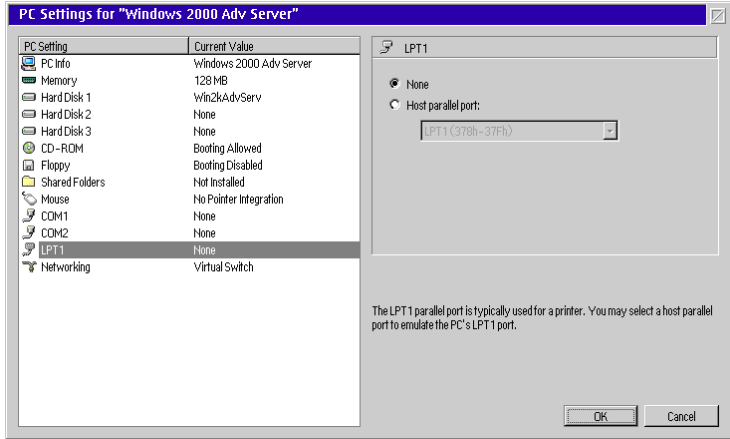 PC Settings for "Windows 2000 Adv Server"
PC Setting Current Value
PC Info Windows 2000 Adv Server
Memory 128 MB
Hard Disk 1 Win2kAdvServ
Hard Disk 2 None
Hard Disk 3 None
CD-ROM Booting Allowed
Floppy Booting Disabled
Shared Folders Not Installed
Mouse No Pointer Integration
COM1 None
COM2 None
LPT1 None
Networking Virtual Switch
LPT1
None
Host parallel port:
LPT1 (378h-37Fh)
The LPT1 parallel port is typically used for a printer. You may select a host parallel
port to emulate the PC's LPT1 port.
OK Cancel